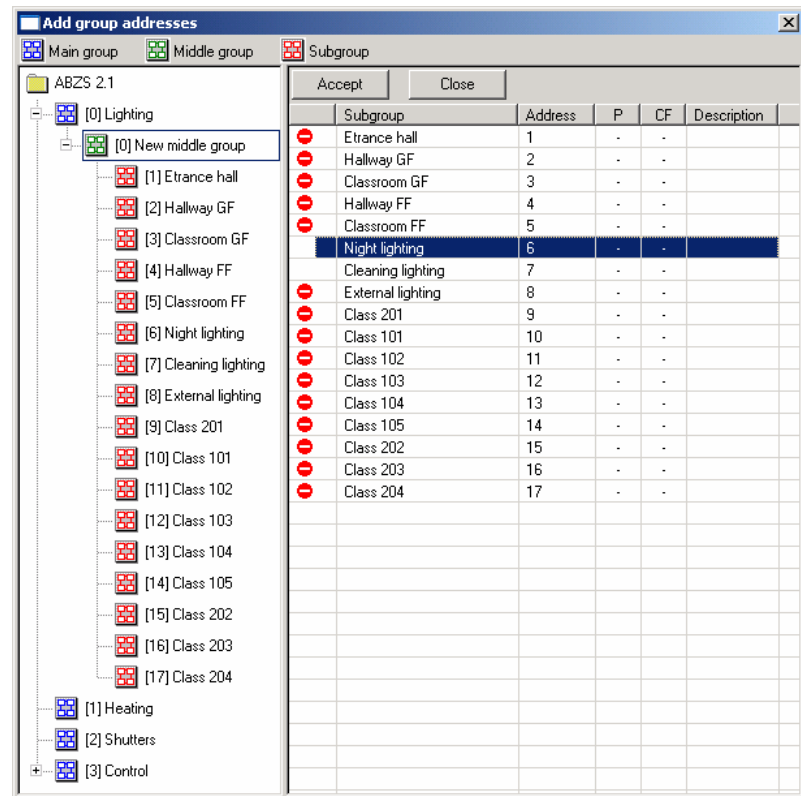 Add group addresses
Main group Middle group Subgroup
ABZS 2.1
[0] Lighting
[0] New middle group
[1] Etrance hall
[2] Hallway GF
[3] Classroom GF
[4] Hallway FF
[5] Classroom FF
[6] Night lighting
[7] Cleaning lighting
[8] External lighting
[9] Class 201
[10] Class 101
[11] Class 102
[12] Class 103
[13] Class 104
[14] Class 105
[15] Class 202
[16] Class 203
[17] Class 204
[1] Heating
[2] Shutters
[3] Control
Accept Close
Subgroup Address P CF Description
Etrance hall 1 - -
Hallway GF 2 - -
Classroom GF 3 - -
Hallway FF 4 - -
Classroom FF 5 - -
Night lighting 6 - -
Cleaning lighting 7 - -
External lighting 8 - -
Class 201 9 - -
Class 101 10 - -
Class 102 11 - -
Class 103 12 - -
Class 104 13 - -
Class 105 14 - -
Class 202 15 - -
Class 203 16 - -
Class 204 17 - -